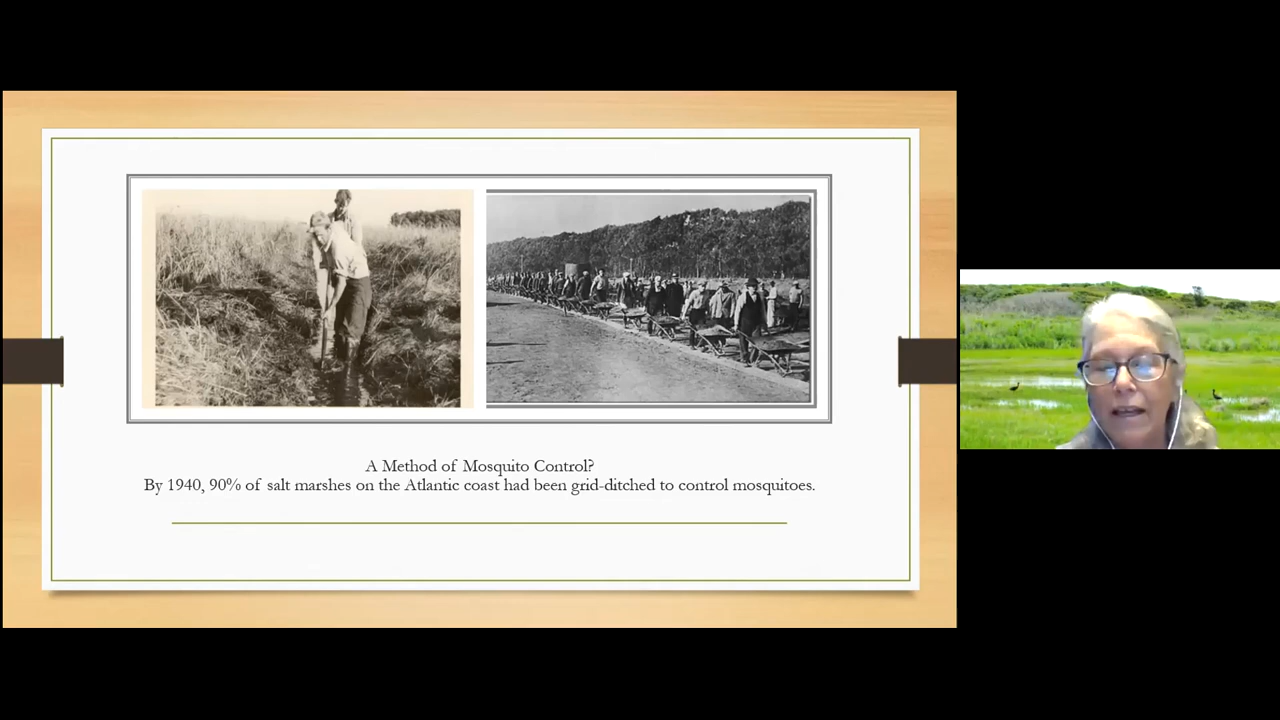 A Method of Mosquito Control?
By 1940, 90% of salt marshes on the Atlantic coast had been grid-ditched to control mosquitoes.